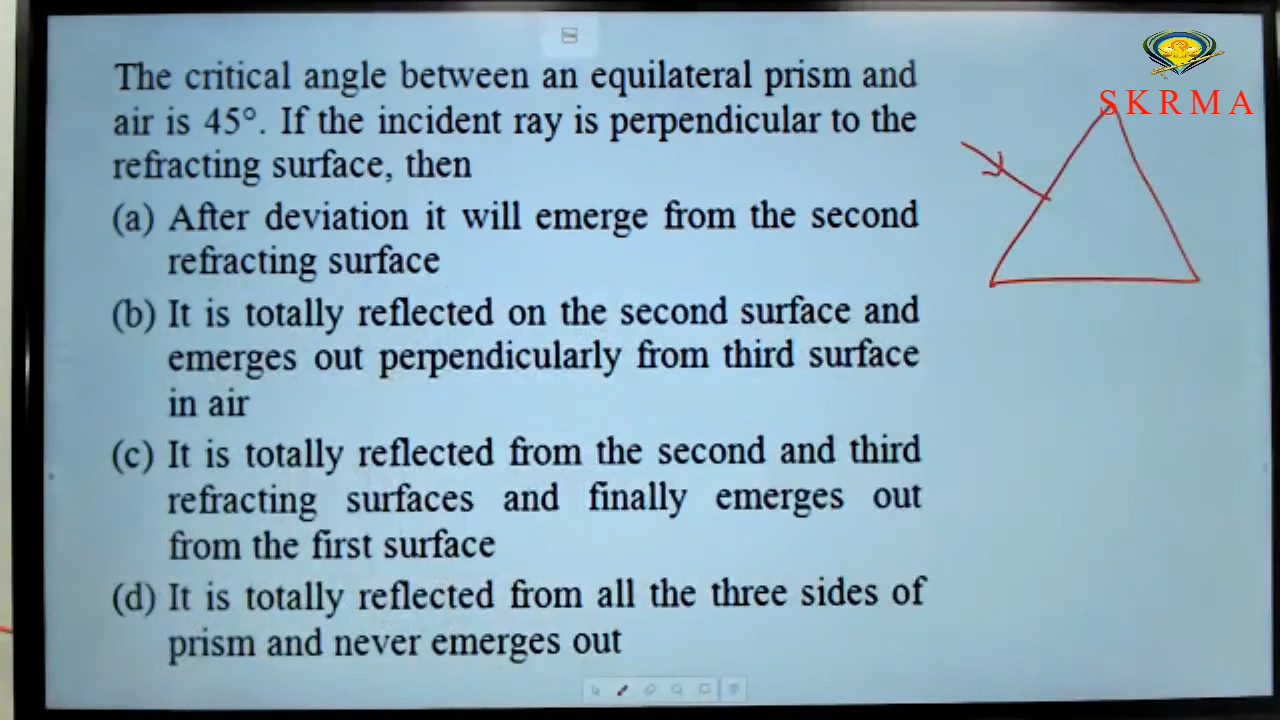 SKRMA
The critical angle between an equilateral prism and
air is 45°. If the incident ray is perpendicular to the
refracting surface, then
(a) After deviation it will emerge from the second
refracting surface
(b) It is totally reflected on the second surface and
emerges out perpendicularly from third surface
in air
(c) It is totally reflected from the second and third
refracting surfaces and finally emerges out
from the first surface
(d) It is totally reflected from all the three sides of
prism and never emerges out